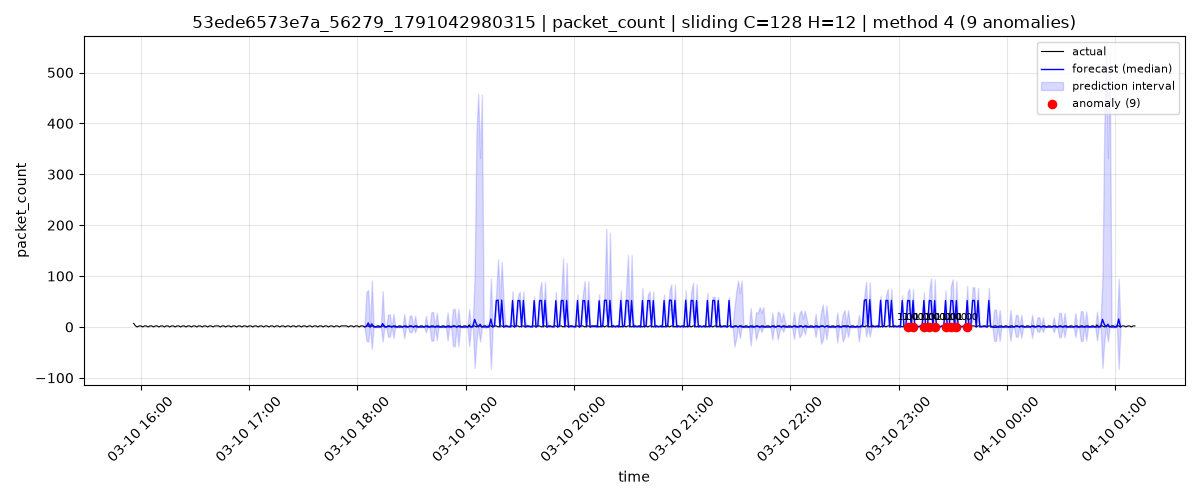 53ede6573e7a_56279_1791042980315 | packet_count | sliding C=128 H=12 | method 4 (9 anomalies)
actual
forecast (median)
prediction interval
anomaly (9)
packet_count
500
400
300
200
100
0
−100
03-10 16:00
03-10 17:00
03-10 18:00
03-10 19:00
03-10 20:00
03-10 21:00
03-10 22:00
03-10 23:00
04-10 00:00
04-10 01:00
time